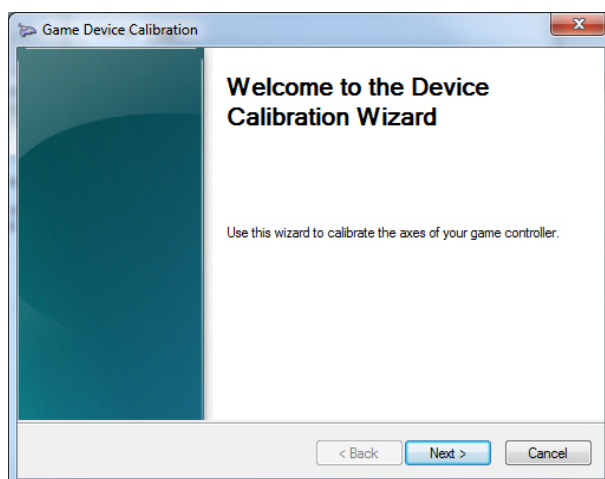 Game Device Calibration
Welcome to the Device
Calibration Wizard
Use this wizard to calibrate the axes of your game controller.
< Back Next > Cancel